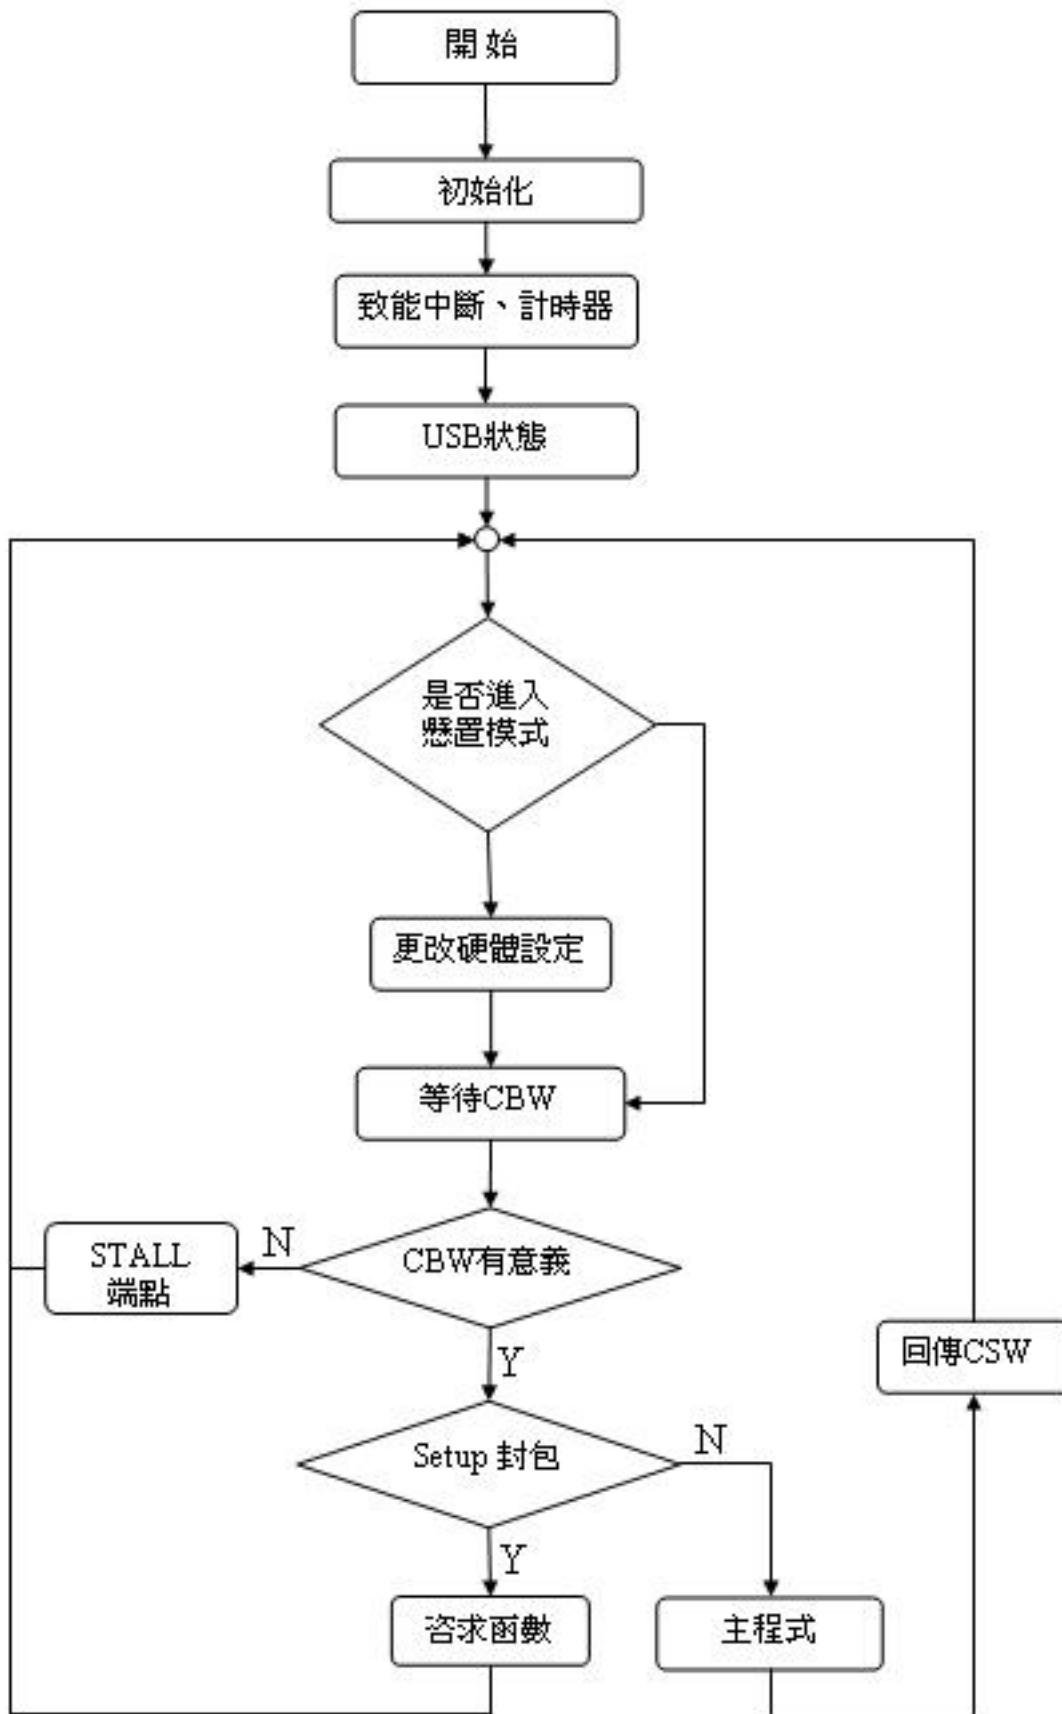 開 始
初始化
致能中斷、計時器
USB狀態
是否進入
懸置模式
更改硬體設定
等待CBW
CBW有意義
N
STALL
端點
Y
回傳CSW
Setup 封包
N
Y
咨求函數
主程式